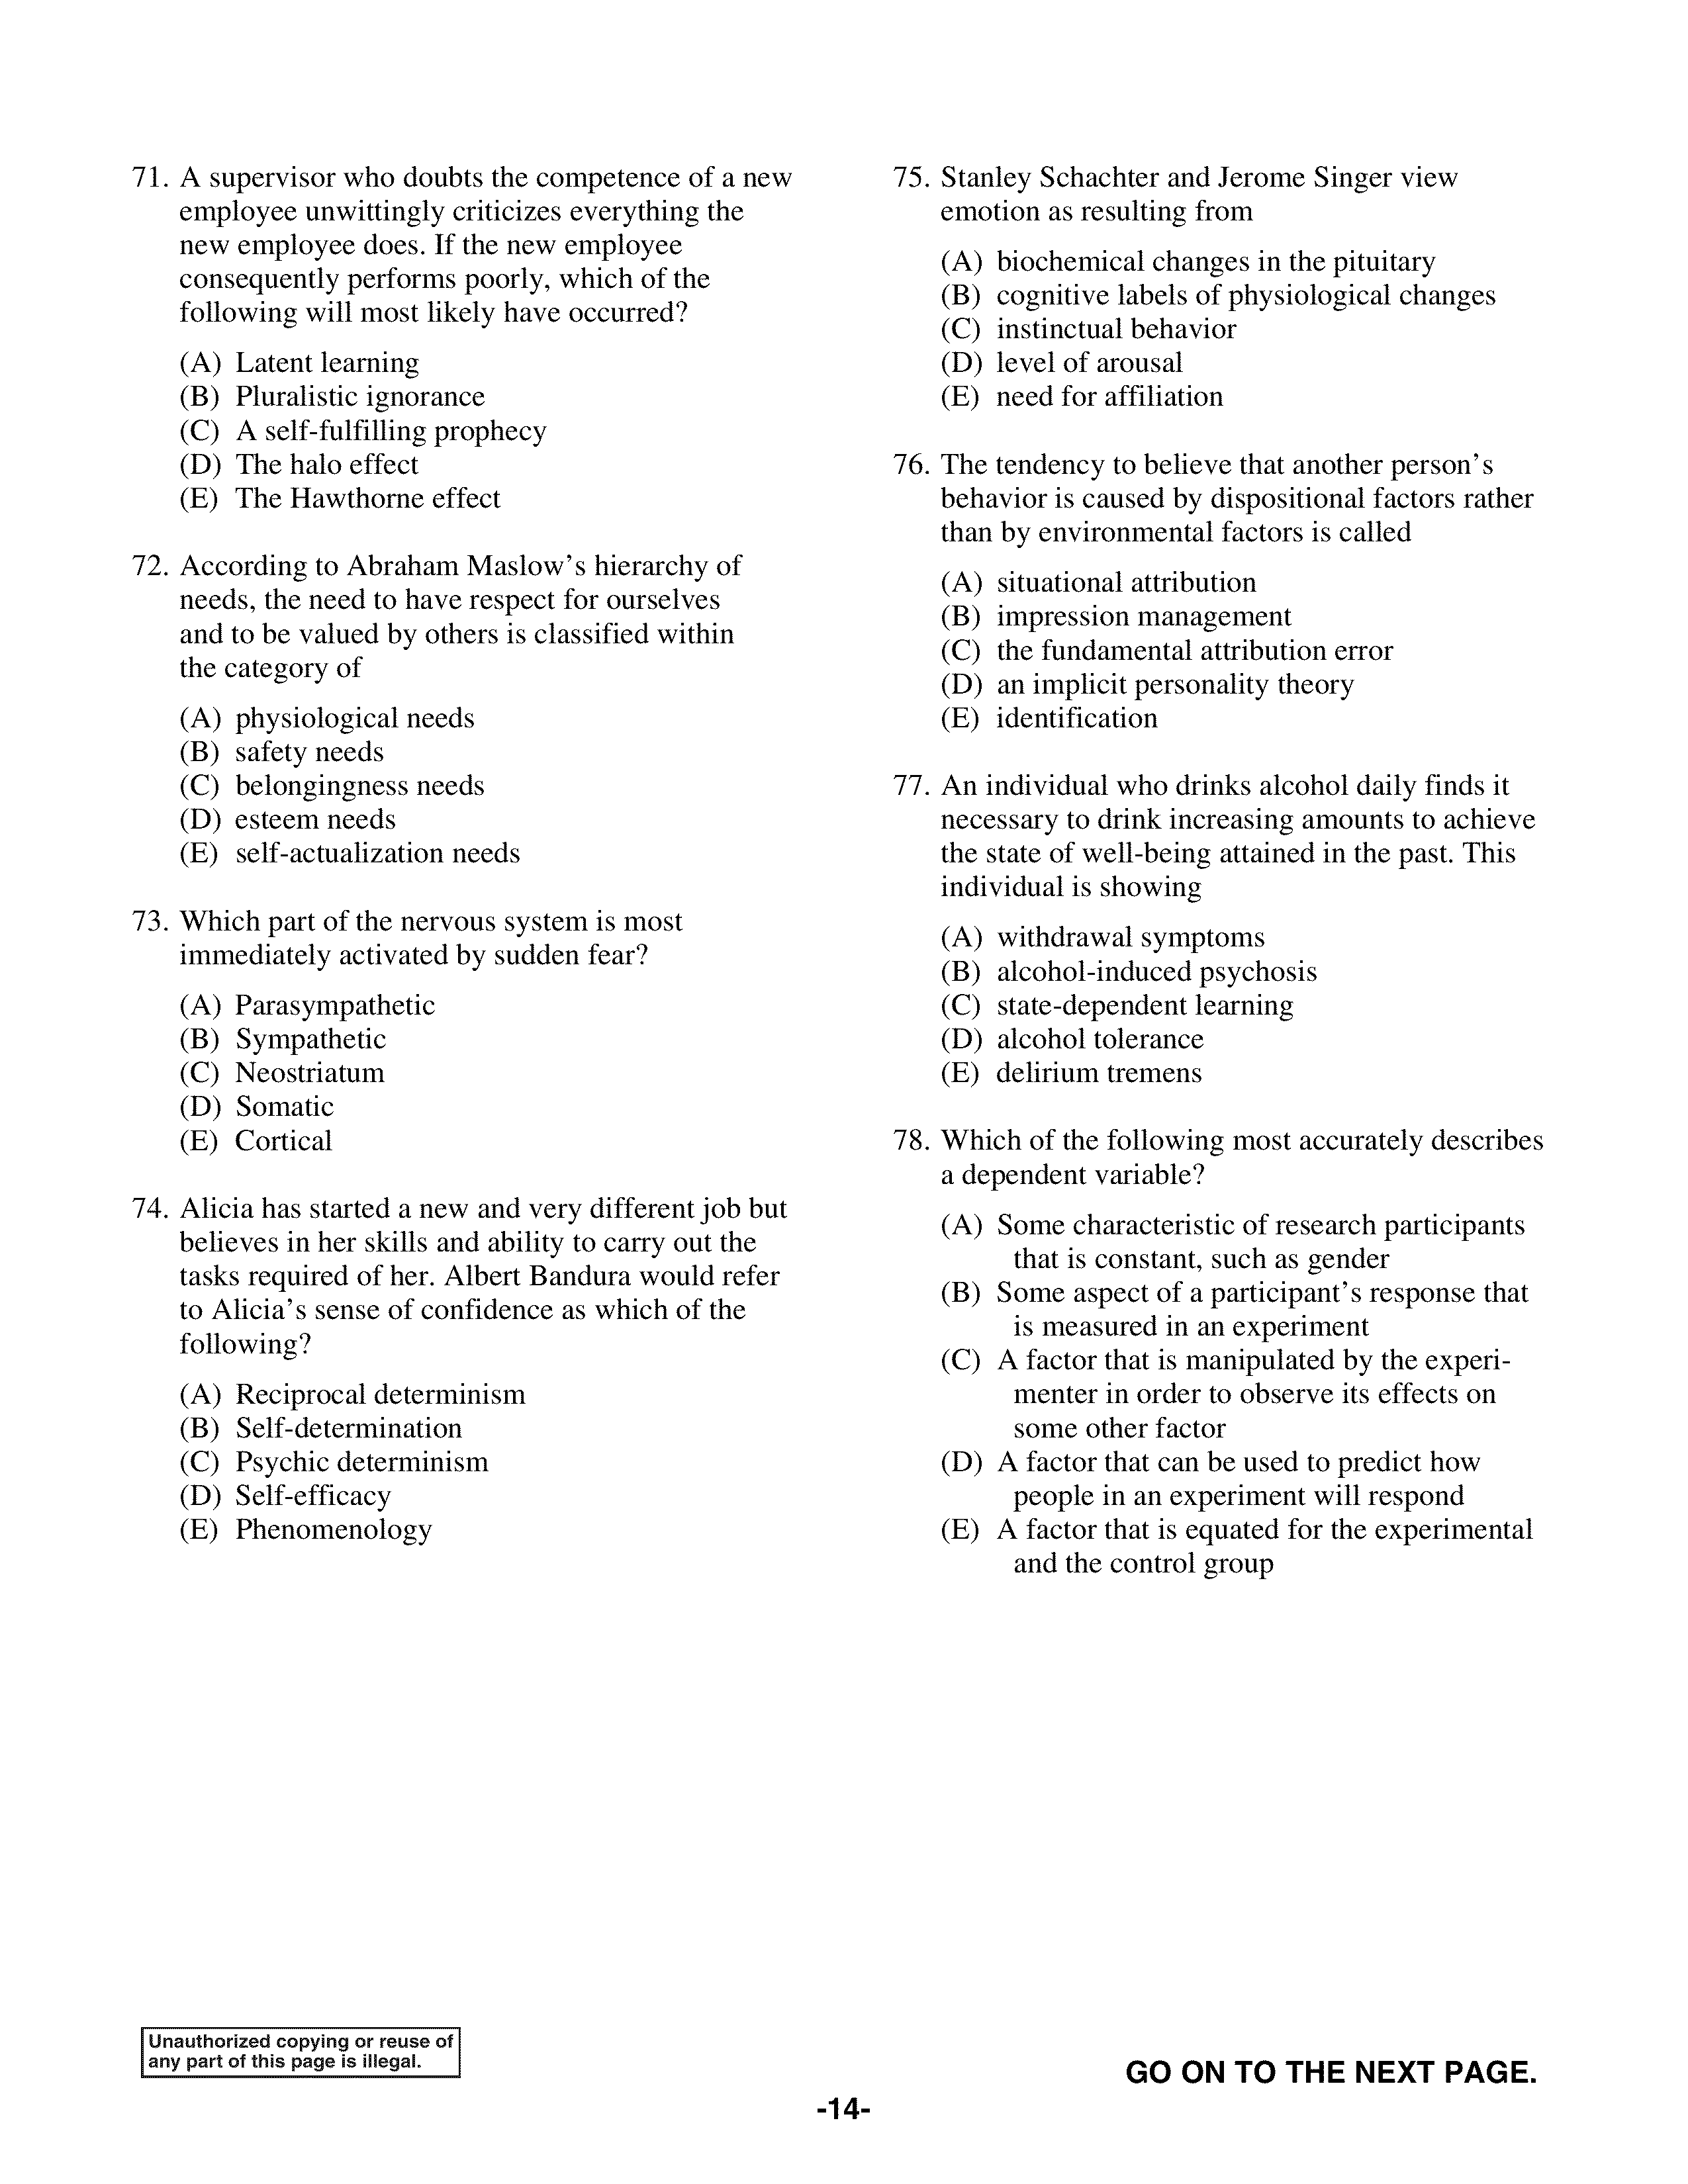 71. A supervisor who doubts the competence of a new
employee unwittingly criticizes everything the
new employee does. If the new employee
consequently performs poorly, which of the
following will most likely have occurred?
(A) Latent learning
(B) Pluralistic ignorance
(C) A self-fulfilling prophecy
(D) The halo effect
(E) The Hawthorne effect
72. According to Abraham Maslow's hierarchy of
needs, the need to have respect for ourselves
and to be valued by others is classified within
the category of
(A) physiological needs
(B) safety needs
(C) belongingness needs
(D) esteem needs
(E) self-actualization needs
73. Which part of the nervous system is most
immediately activated by sudden fear?
(A) Parasympathetic
(B) Sympathetic
(C) Neostriatum
(D) Somatic
(E) Cortical
74. Alicia has started a new and very different job but
believes in her skills and ability to carry out the
tasks required of her. Albert Bandura would refer
to Alicia's sense of confidence as which of the
following?
(A) Reciprocal determinism
(B) Self-determination
(C) Psychic determinism
(D) Self-efficacy
(E) Phenomenology
75. Stanley Schachter and Jerome Singer view
emotion as resulting from
(A) biochemical changes in the pituitary
(B) cognitive labels of physiological changes
(C) instinctual behavior
(D) level of arousal
(E) need for affiliation
76. The tendency to believe that another person's
behavior is caused by dispositional factors rather
than by environmental factors is called
(A) situational attribution
(B) impression management
(C) the fundamental attribution error
(D) an implicit personality theory
(E) identification
77. An individual who drinks alcohol daily finds it
necessary to drink increasing amounts to achieve
the state of well-being attained in the past. This
individual is showing
(A) withdrawal symptoms
(B) alcohol-induced psychosis
(C) state-dependent learning
(D) alcohol tolerance
(E) delirium tremens
78. Which of the following most accurately describes
a dependent variable?
(A) Some characteristic of research participants
that is constant, such as gender
(B) Some aspect of a participant's response that
is measured in an experiment
(C) A factor that is manipulated by the experi-
menter in order to observe its effects on
some other factor
(D) A factor that can be used to predict how
people in an experiment will respond
(E) A factor that is equated for the experimental
and the control group
Unauthorized copying or reuse of
any part of this page is illegal.
GO ON TO THE NEXT PAGE.
-14-